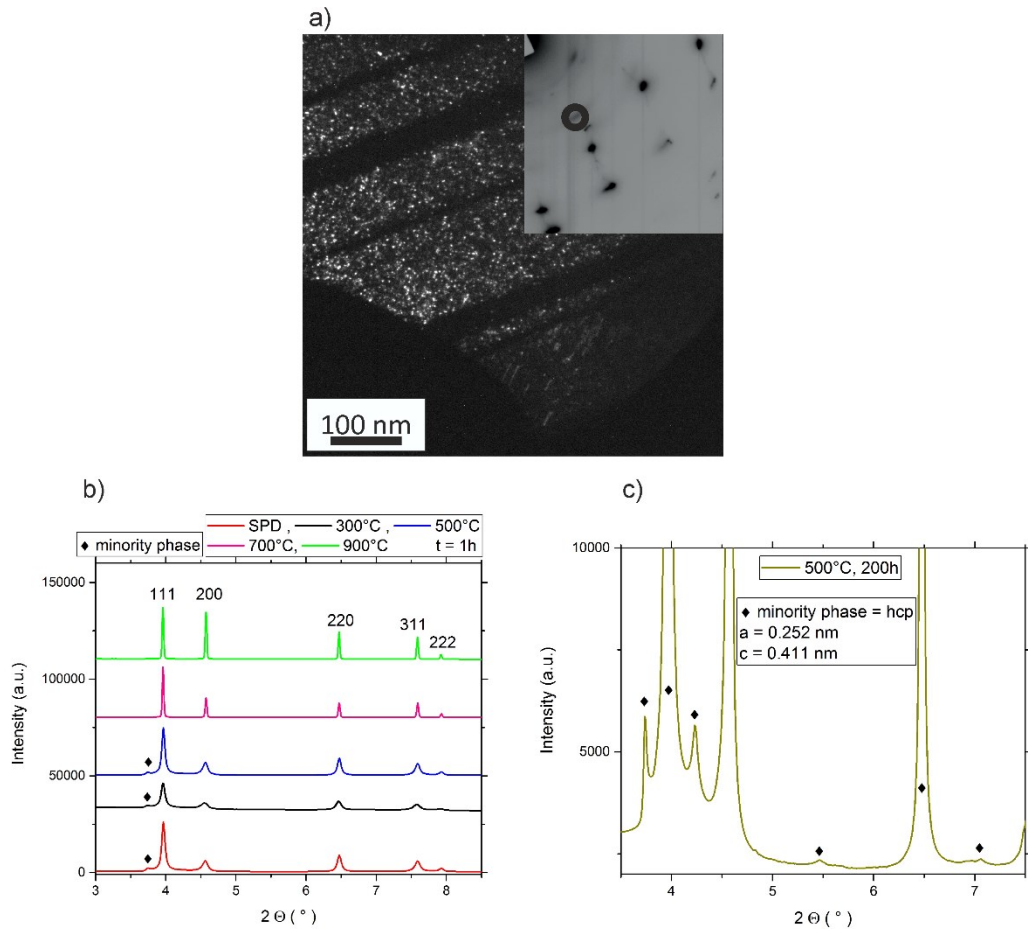 a)
100 nm
b)
◆ minority phase
SPD , 300°C , 500°C
700°C, 900°C t = 1h
150000
100000
50000
0
Intensity (a.u.)
111
200
220
311
222
3 4 5 6 7 8
2 Θ ( ° )
c)
500°C, 200h
◆ minority phase = hcp
a = 0.252 nm
c = 0.411 nm
10000
5000
Intensity (a.u.)
4 5 6 7
2 Θ ( ° )